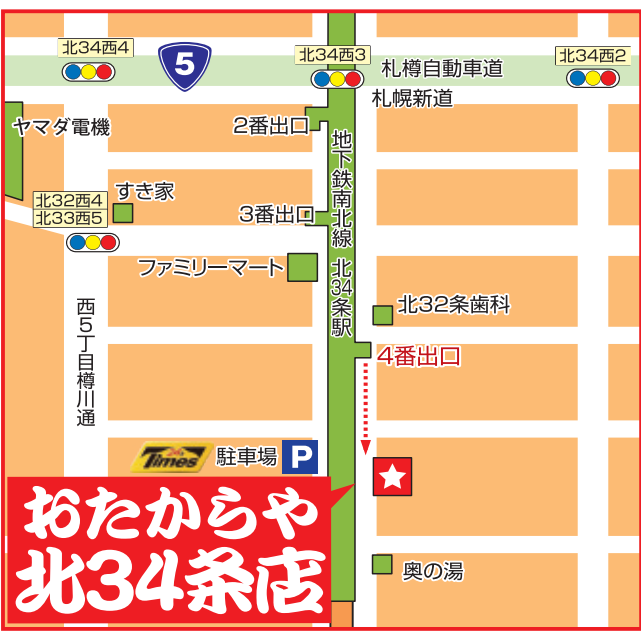 北34西4
5
北34西3
北34西2
札樽自動車道
札幌新道
ヤマダ電機
2番出口
地下鉄南北線 北34条駅
すき家
北32西4
北33西5
3番出口
ファミリーマート
北32条歯科
西5丁目樽川通
4番出口
24h
Times
駐車場
P
おたからや
北34条店
奥の湯